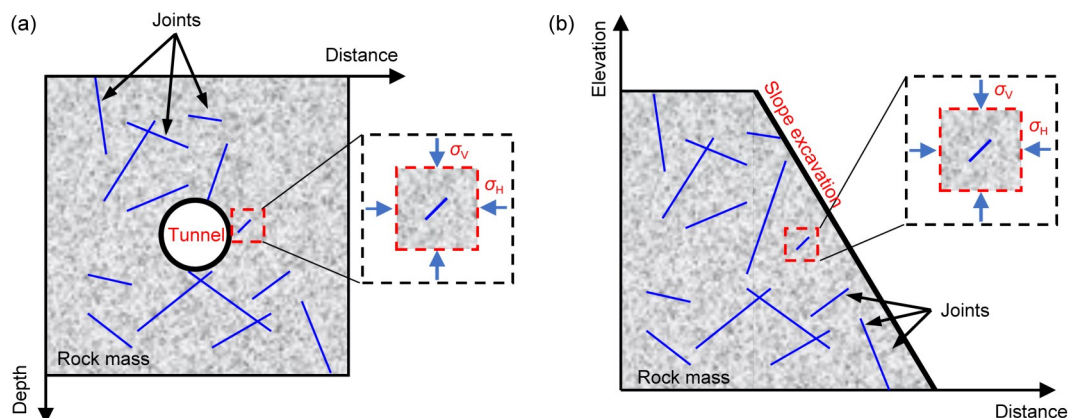 (a)
Joints
Distance
σV
σH
Tunnel
Rock mass
Depth
(b)
Elevation
Slope excavation
σV
σH
Joints
Rock mass
Distance